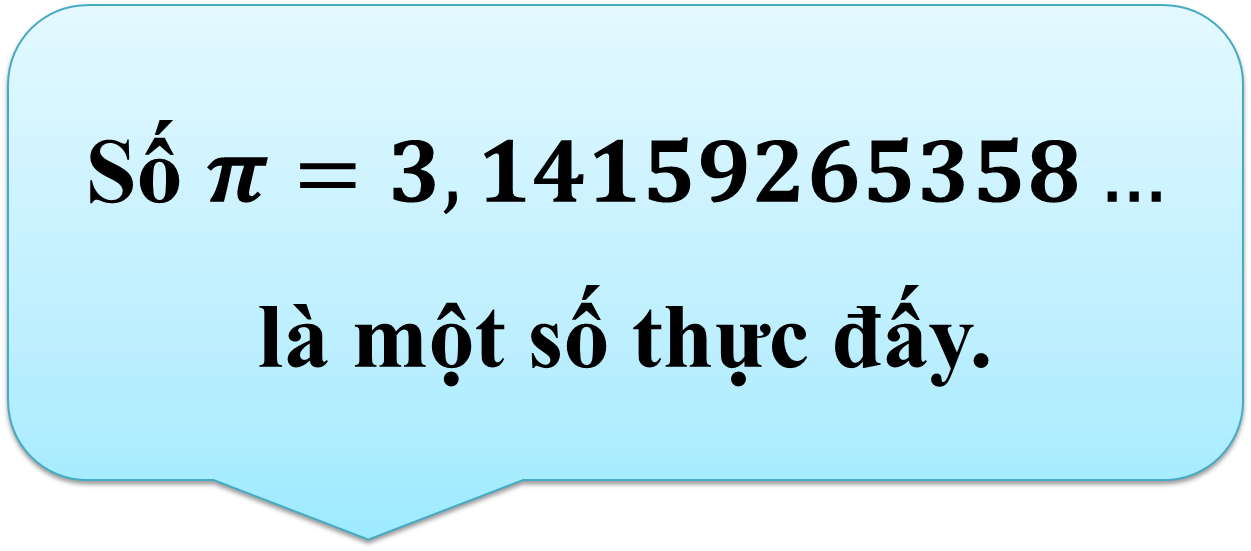 Số π = 3, 14159265358 ...
là một số thực đấy.